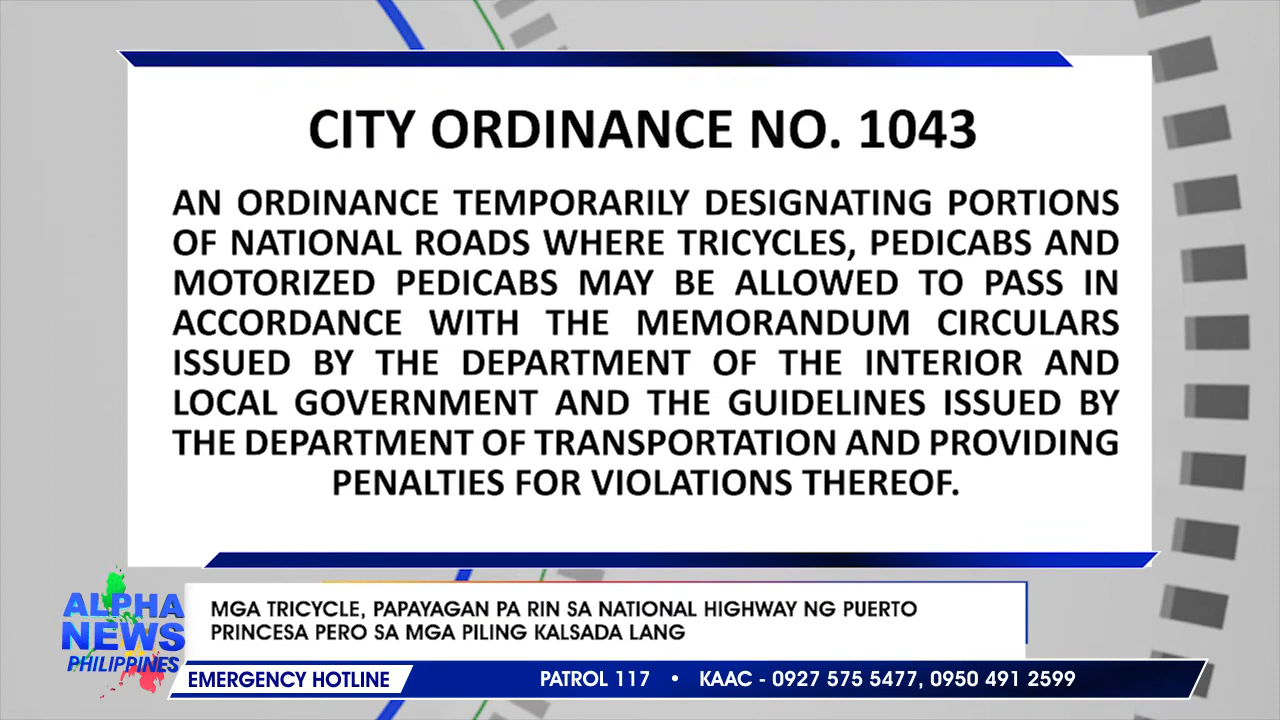 CITY ORDINANCE NO. 1043
AN ORDINANCE TEMPORARILY DESIGNATING PORTIONS
OF NATIONAL ROADS WHERE TRICYCLES, PEDICABS AND
MOTORIZED PEDICABS MAY BE ALLOWED TO PASS IN
ACCORDANCE WITH THE MEMORANDUM CIRCULARS
ISSUED BY THE DEPARTMENT OF THE INTERIOR AND
LOCAL GOVERNMENT AND THE GUIDELINES ISSUED BY
THE DEPARTMENT OF TRANSPORTATION AND PROVIDING
PENALTIES FOR VIOLATIONS THEREOF.
ALPHA
NEWS
PHILIPPINES
MGA TRICYCLE, PAPAYAGAN PA RIN SA NATIONAL HIGHWAY NG PUERTO
PRINCESA PERO SA MGA PILING KALSADA LANG
EMERGENCY HOTLINE PATROL 117 • KAAC - 0927 575 5477, 0950 491 2599